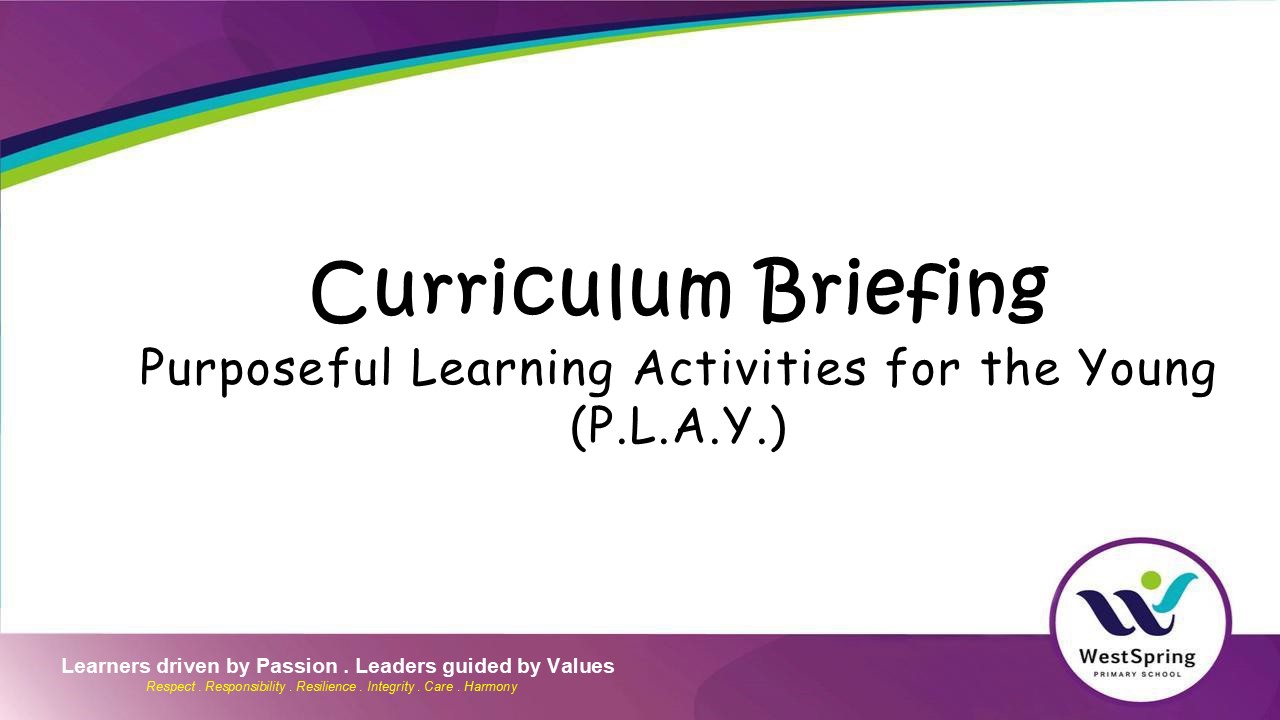 Curriculum Briefing
Purposeful Learning Activities for the Young
(P.L.A.Y.)
WestSpring
PRIMARY SCHOOL
Learners driven by Passion . Leaders guided by Values
Respect . Responsibility . Resilience . Integrity . Care . Harmony